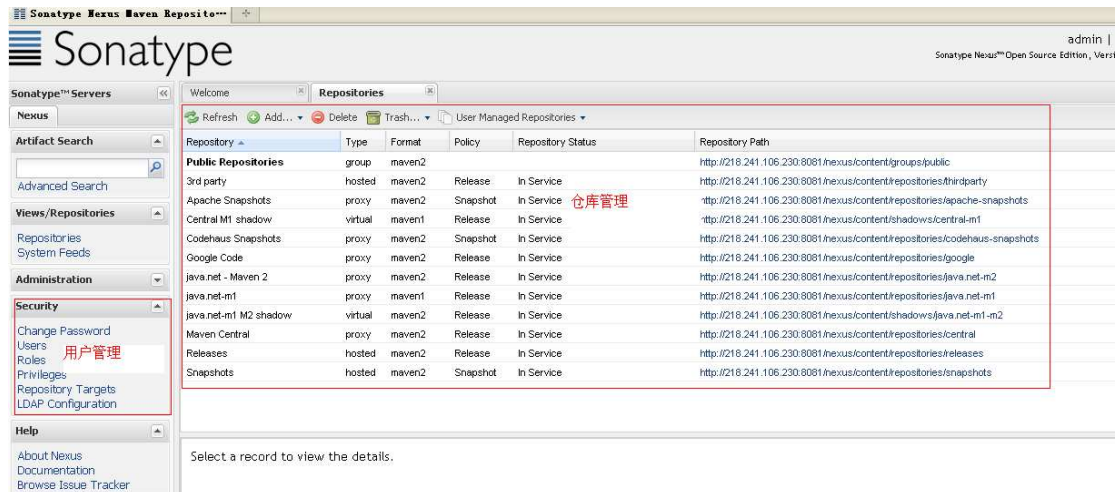 Sonatype Nexus Maven Reposito…
Sonatype
admin |
Sonatype Nexus™ Open Source Edition, Versi
Sonatype™ Servers
Nexus
Artifact Search
Advanced Search
Views/Repositories
Repositories
System Feeds
Administration
Security
Change Password
Users
Roles
用户管理
Privileges
Repository Targets
LDAP Configuration
Help
About Nexus
Documentation
Browse Issue Tracker
Welcome Repositories
Refresh Add... Delete Trash... User Managed Repositories
Repository Type Format Policy Repository Status Repository Path
Public Repositories group maven2 http://218.241.106.230:8081/nexus/content/groups/public
3rd party hosted maven2 Release In Service http://218.241.106.230:8081/nexus/content/repositories/thirdparty
Apache Snapshots proxy maven2 Snapshot In Service 仓库管理 http://218.241.106.230:8081/nexus/content/repositories/apache-snapshots
Central M1 shadow virtual maven1 Release In Service http://218.241.106.230:8081/nexus/content/shadows/central-m1
Codehaus Snapshots proxy maven2 Snapshot In Service http://218.241.106.230:8081/nexus/content/repositories/codehaus-snapshots
Google Code proxy maven2 Release In Service http://218.241.106.230:8081/nexus/content/repositories/google
java.net - Maven 2 proxy maven2 Release In Service http://218.241.106.230:8081/nexus/content/repositories/java.net-m2
java.net-m1 proxy maven1 Release In Service http://218.241.106.230:8081/nexus/content/repositories/java.net-m1
java.net-m1 M2 shadow virtual maven2 Release In Service http://218.241.106.230:8081/nexus/content/shadows/java.net-m1-m2
Maven Central proxy maven2 Release In Service http://218.241.106.230:8081/nexus/content/repositories/central
Releases hosted maven2 Release In Service http://218.241.106.230:8081/nexus/content/repositories/releases
Snapshots hosted maven2 Snapshot In Service http://218.241.106.230:8081/nexus/content/repositories/snapshots
Select a record to view the details.